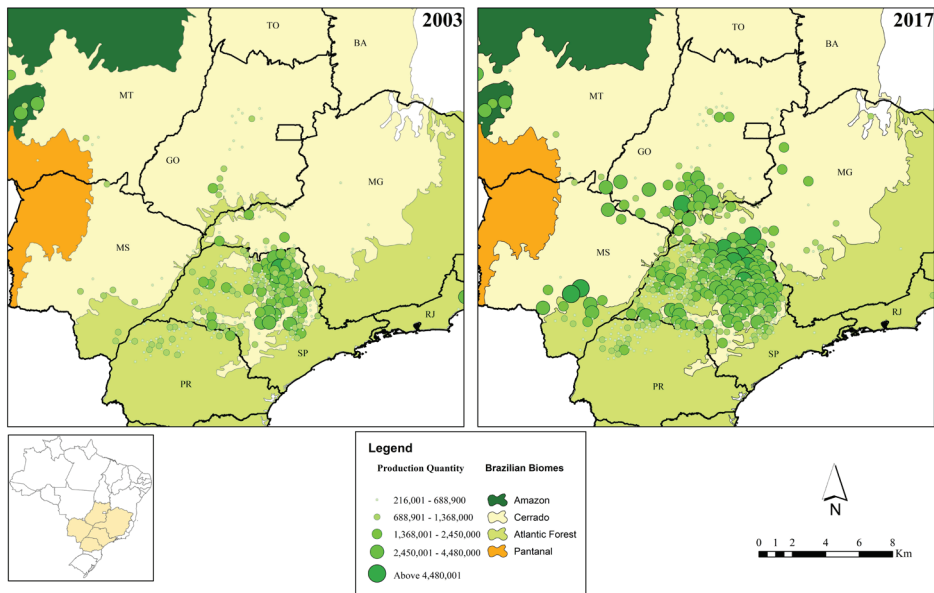 2003
TO
BA
MT
GO
MG
MS
SP
RJ
PR
2017
TO
BA
MT
GO
MG
MS
SP
RJ
PR
Legend
Production Quantity
216,001 - 688,900
688,901 - 1,368,000
1,368,001 - 2,450,000
2,450,001 - 4,480,000
Above 4,480,001
Brazilian Biomes
Amazon
Cerrado
Atlantic Forest
Pantanal
N
0 1 2 4 6 8
Km